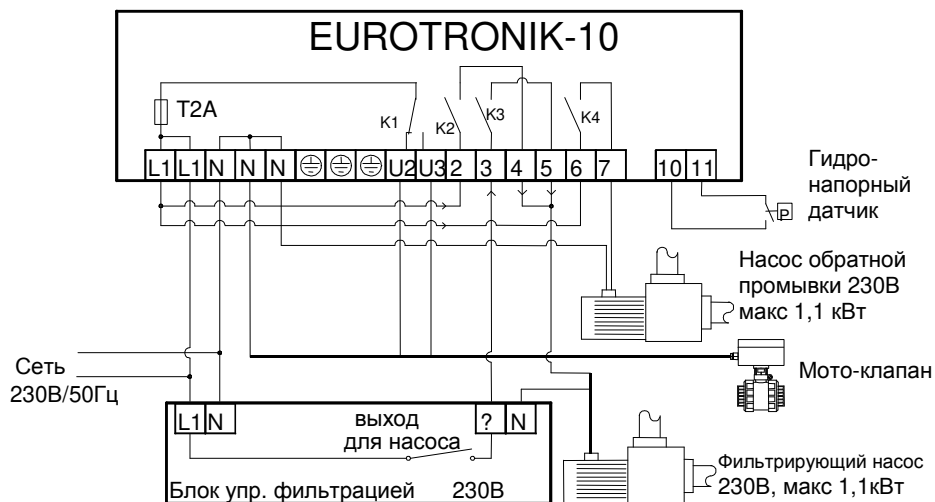 EUROTRONIK-10
T2A
K1
K2
K3
K4
L1 L1 N N N U2 U3 2 3 4 5 6 7 10 11
Гидро-
напорный
датчик
P
Насос обратной
промывки 230В
макс 1,1 кВт
Сеть
230В/50Гц
Мото-клапан
L1 N
выход
для насоса
? N
Блок упр. фильтрацией 230В
Фильтрирующий насос
230В, макс 1,1кВт